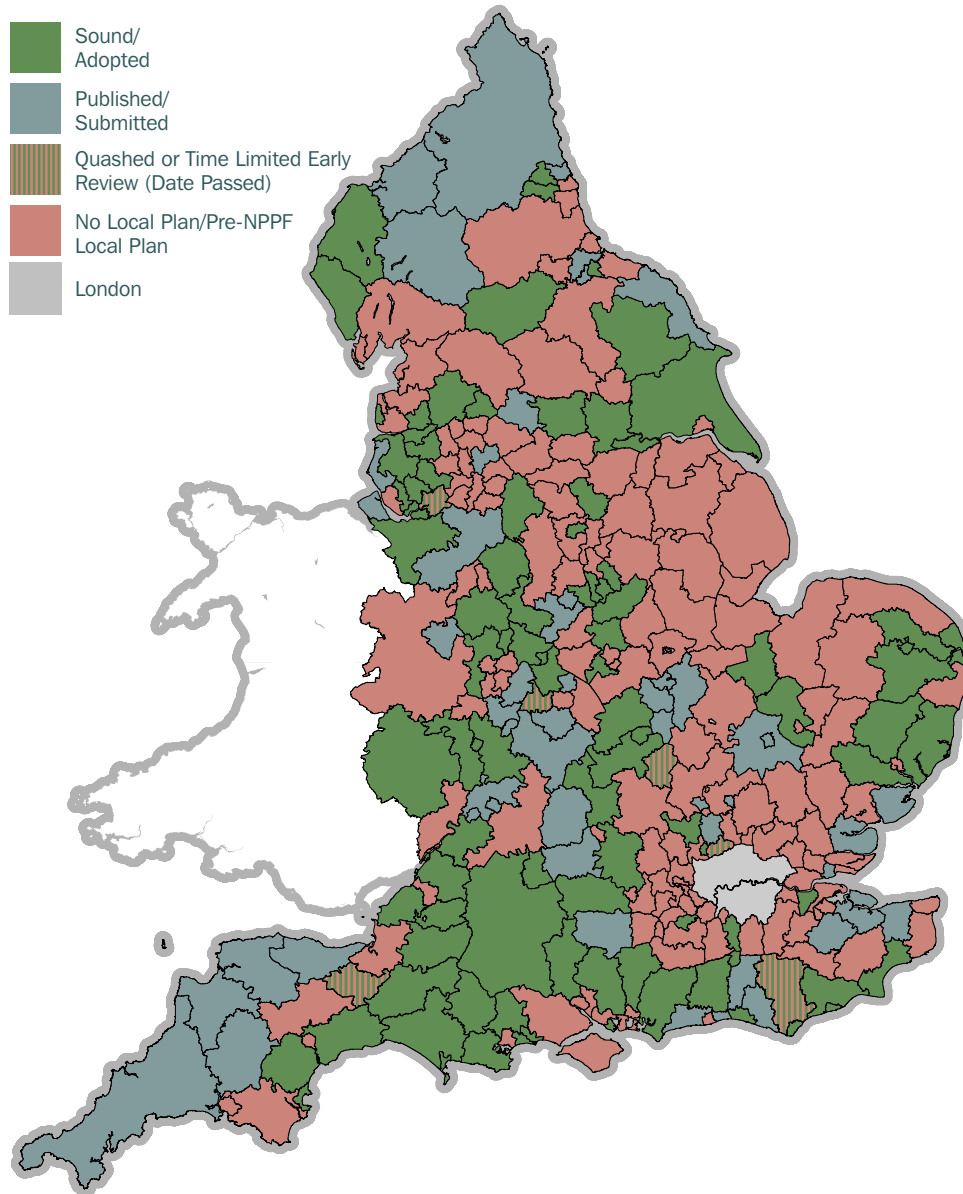 Sound/
Adopted
Published/
Submitted
Quashed or Time Limited Early
Review (Date Passed)
No Local Plan/Pre-NPPF
Local Plan
London